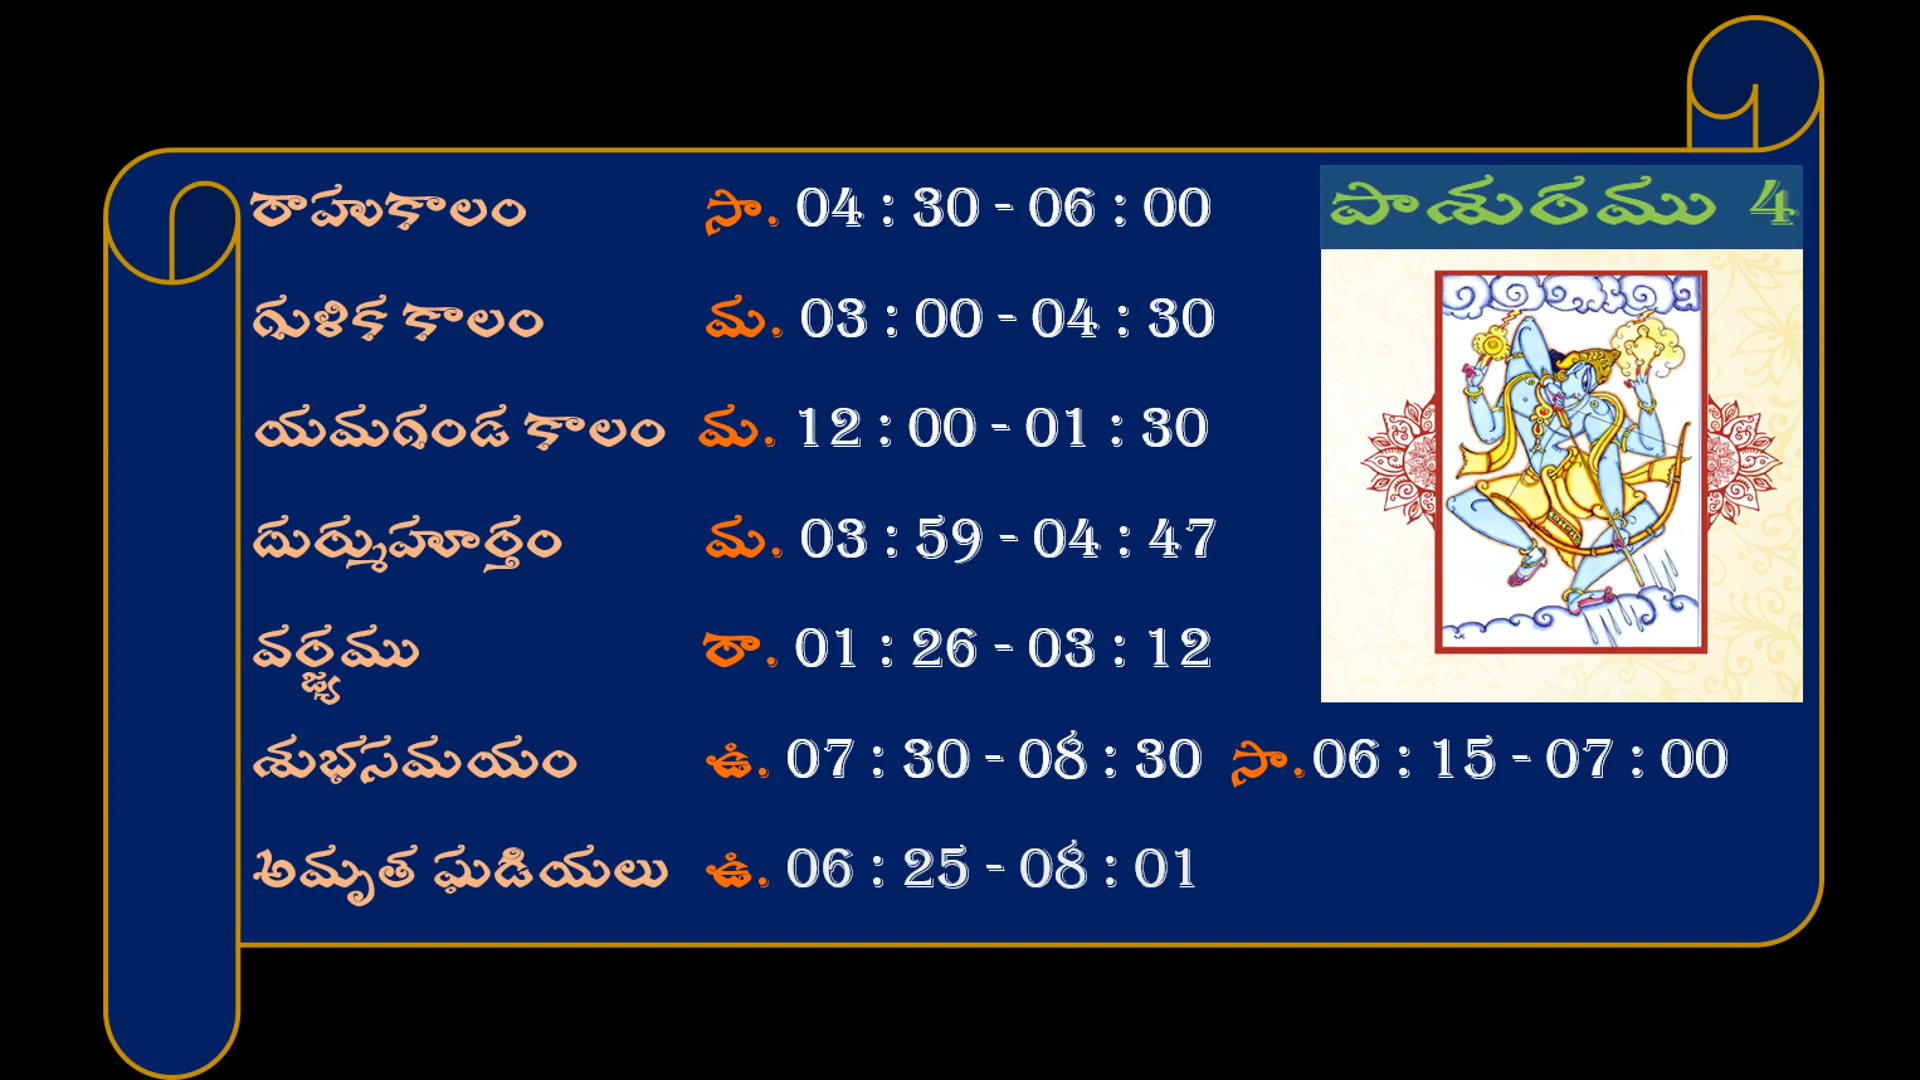 రాహుకాలం సా. 04 : 30 - 06 : 00
పాశురము 4
గుళిక కాలం మ. 03 : 00 - 04 : 30
యమగండ కాలం మ. 12 : 00 - 01 : 30
దుర్ముహూర్తం మ. 03 : 59 - 04 : 47
వర్జ్యము రా. 01 : 26 - 03 : 12
శుభసమయం ఉ. 07 : 30 - 08 : 30 సా.06 : 15 - 07 : 00
అమృత ఘడియలు ఉ. 06 : 25 - 08 : 01